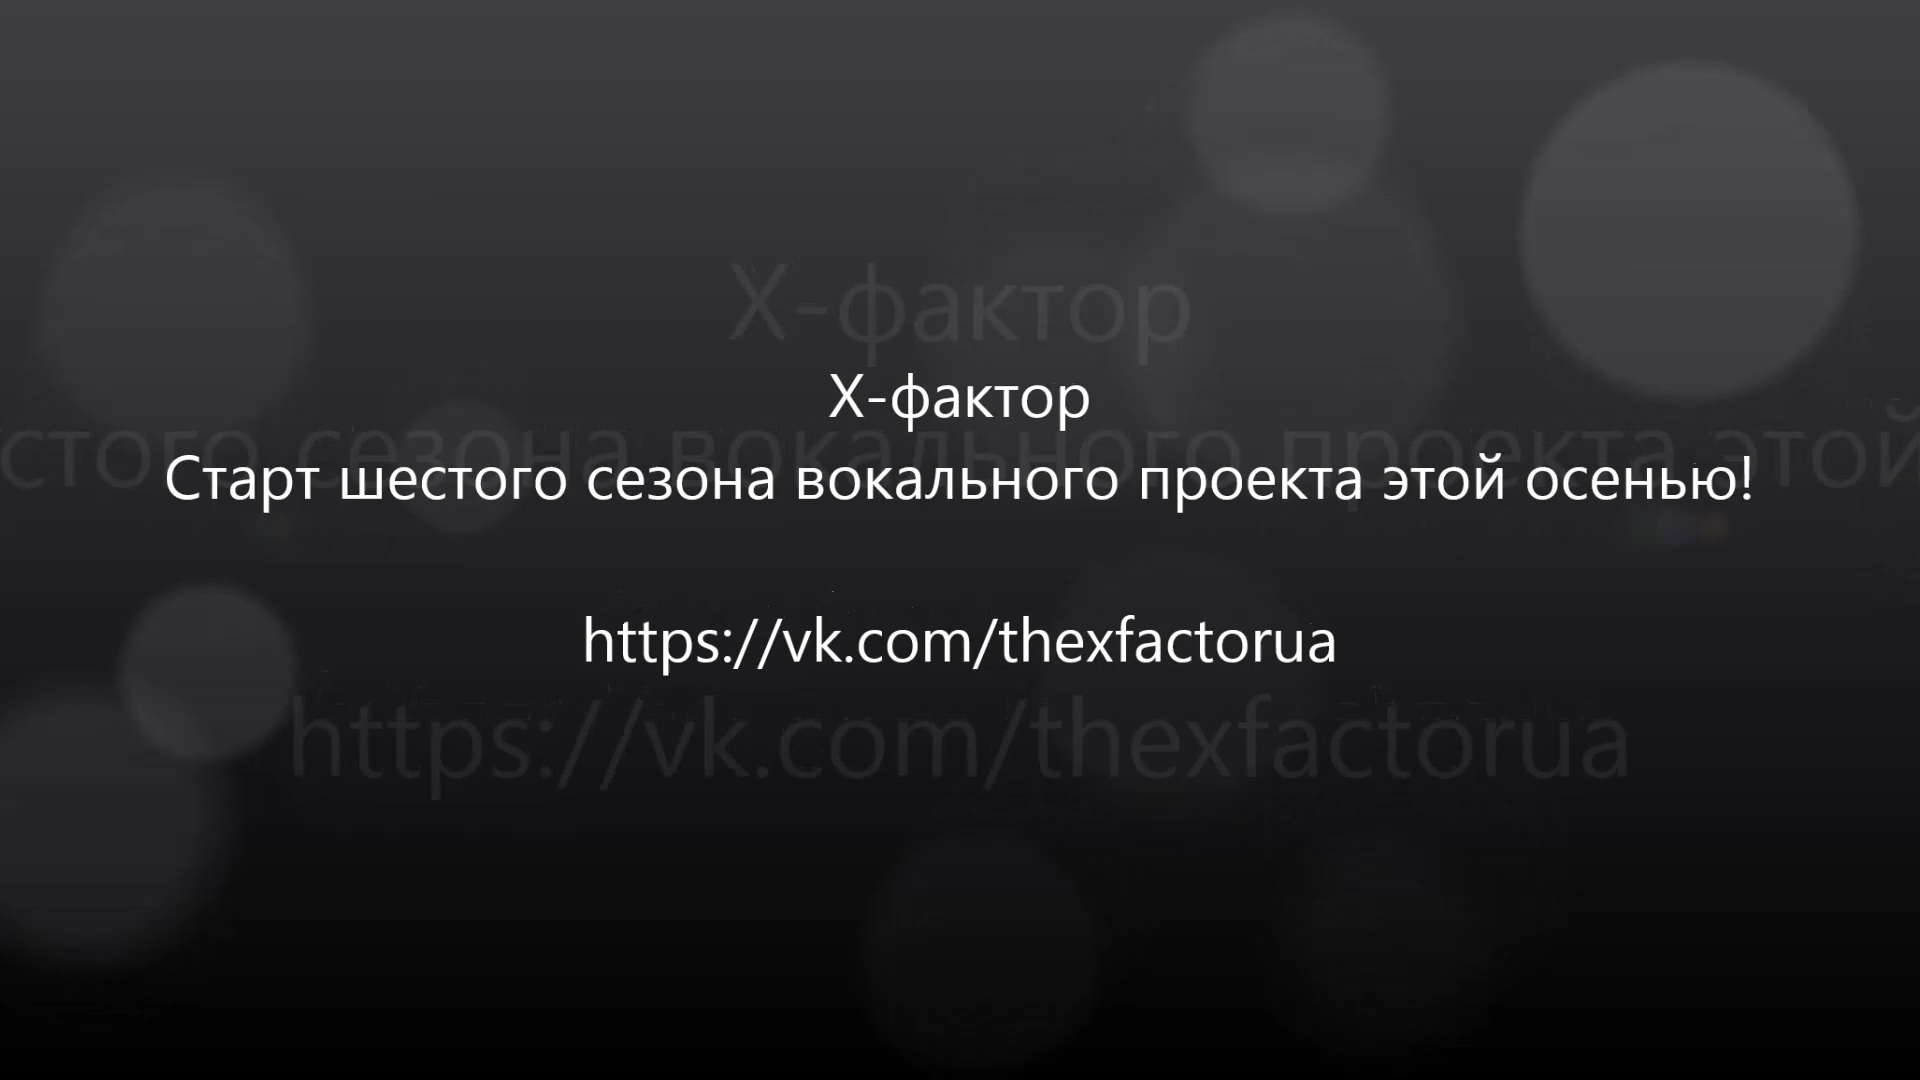 Х-фактор
Старт шестого сезона вокального проекта этой осенью!
https://vk.com/thexfactorua